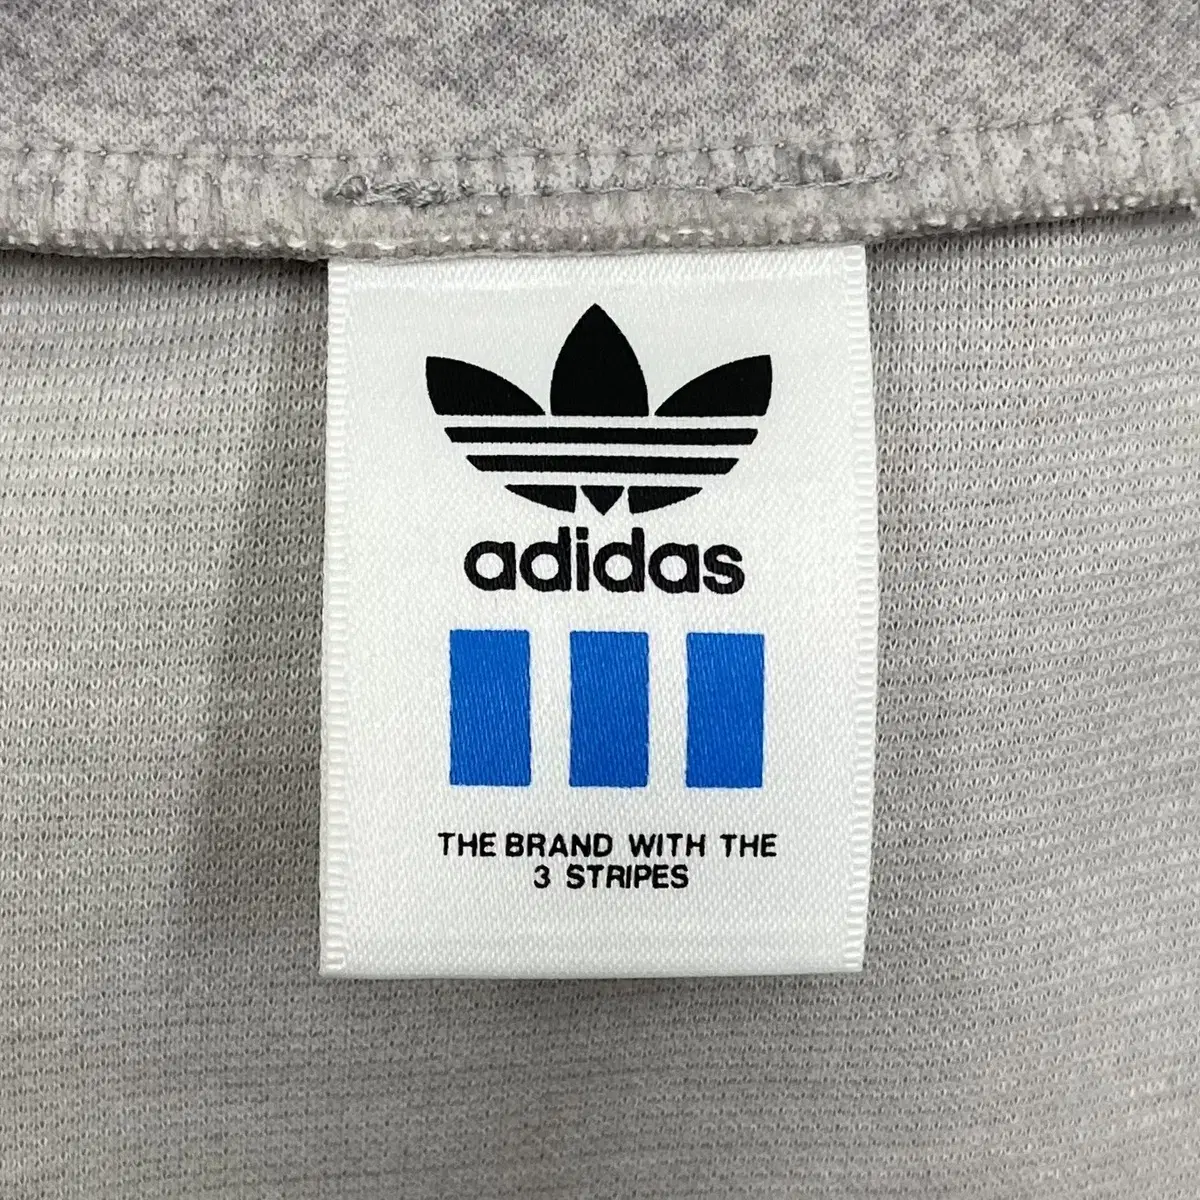 adidas
THE BRAND WITH THE
3 STRIPES